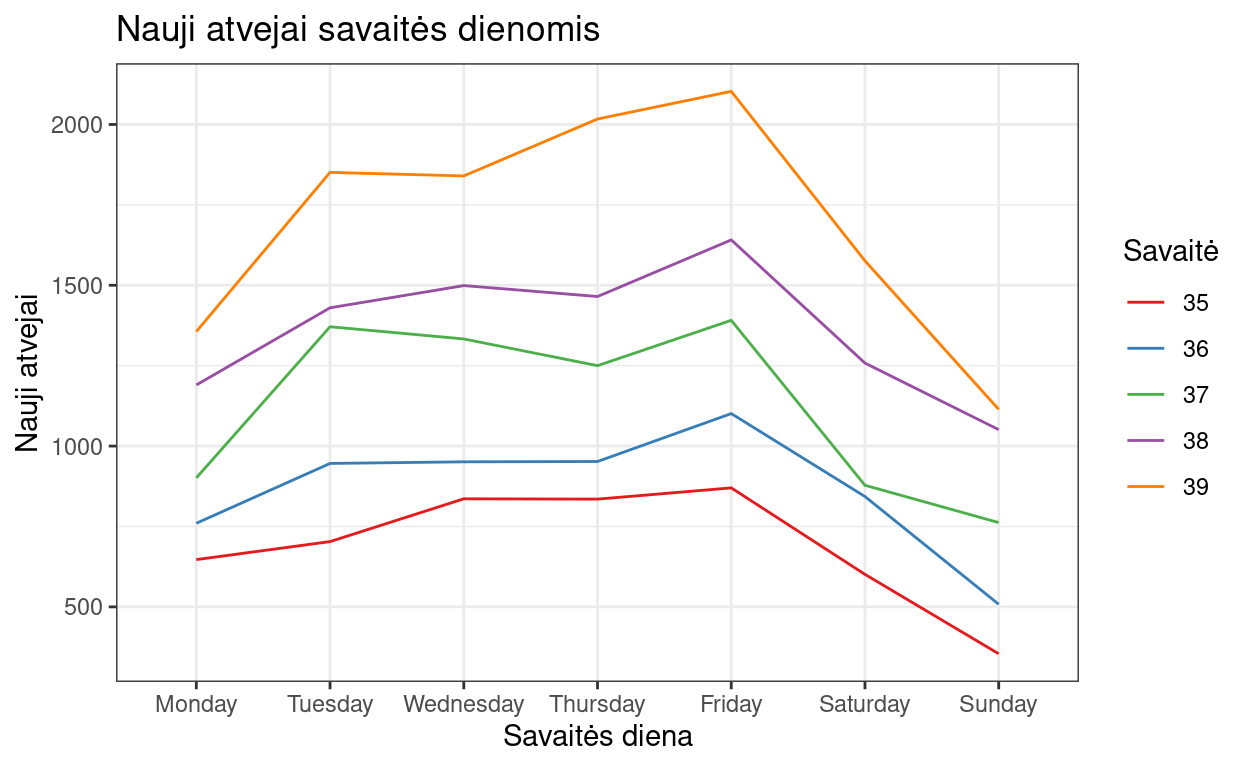 Nauji atvejai savaitės dienomis
Nauji atvejai
2000
1500
1000
500
Monday Tuesday Wednesday Thursday Friday Saturday Sunday
Savaitės diena
Savaitė
35
36
37
38
39